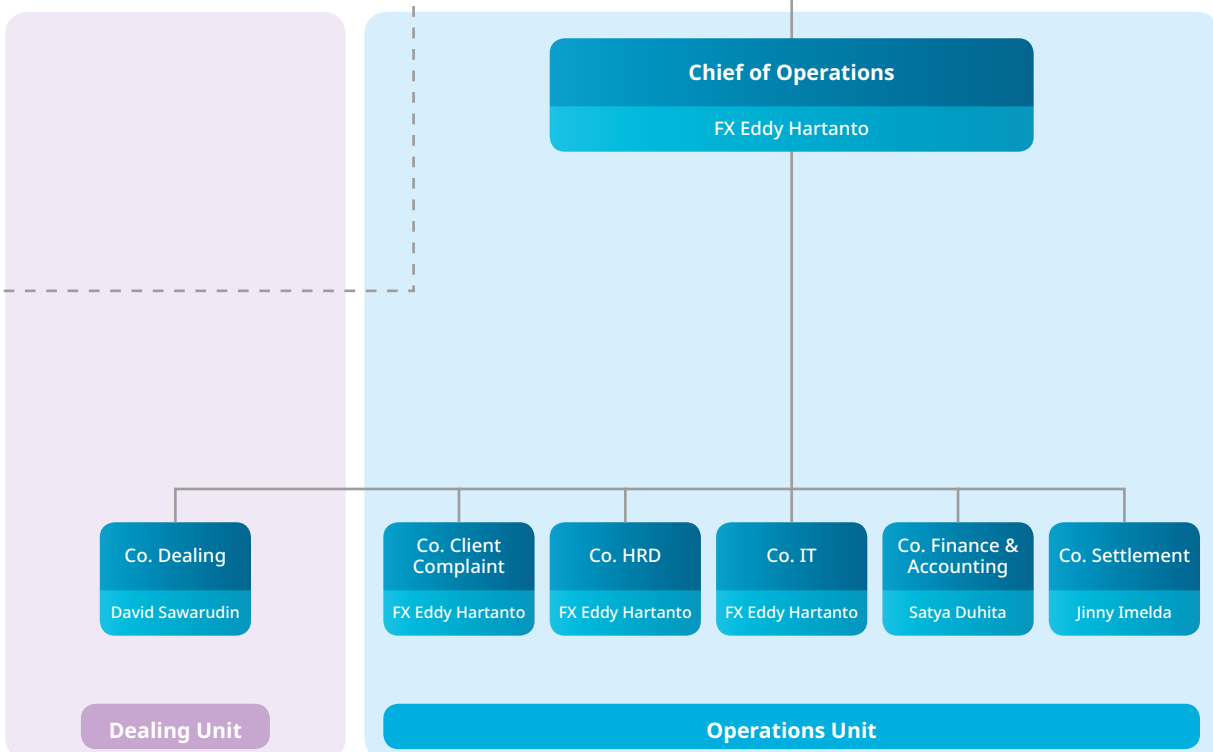 Chief of Operations
FX Eddy Hartanto
Co. Dealing
David Sawarudin
Co. Client
Complaint
FX Eddy Hartanto
Co. HRD
FX Eddy Hartanto
Co. IT
FX Eddy Hartanto
Co. Finance &
Accounting
Satya Duhita
Co. Settlement
Jinny Imelda
Dealing Unit
Operations Unit